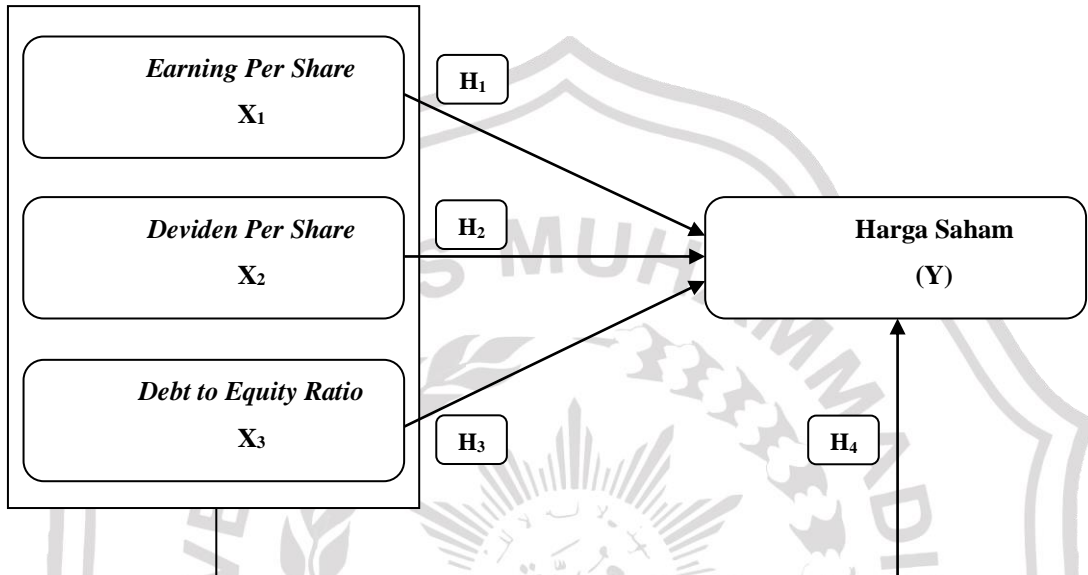 Earning Per Share
X1
H1
Deviden Per Share
X2
H2
Harga Saham
(Y)
Debt to Equity Ratio
X3
H3
H4
S MUHAMMADI